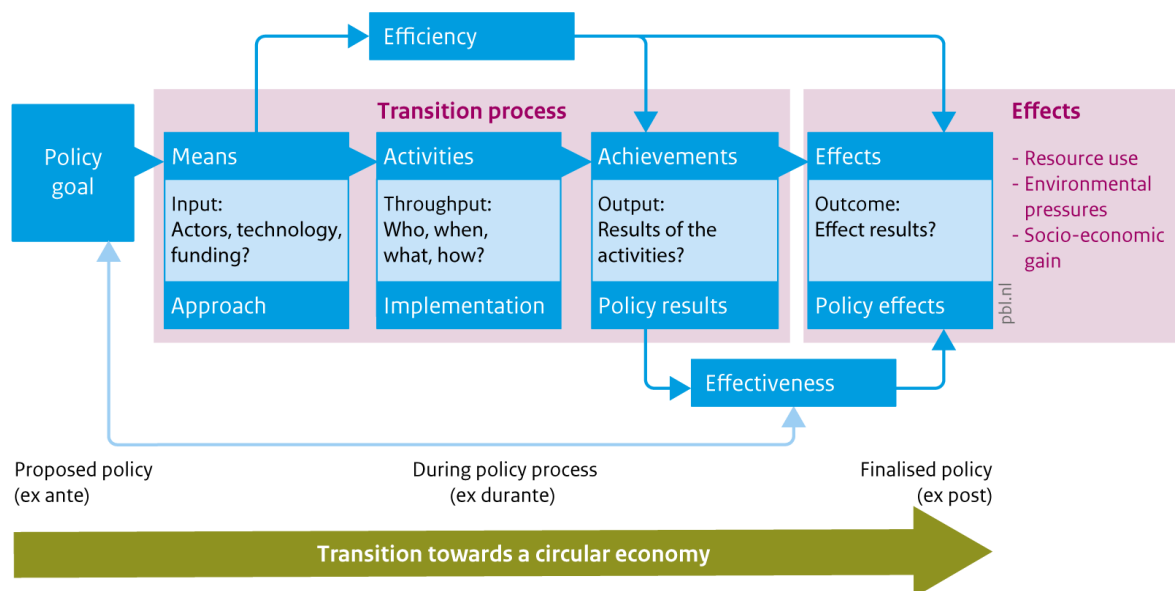 Efficiency
Transition process
Effects
Policy
goal
Means
Input:
Actors, technology,
funding?
Approach
Activities
Throughput:
Who, when,
what, how?
Implementation
Achievements
Output:
Results of the
activities?
Policy results
Effects
Outcome:
Effect results?
Policy effects
- Resource use
- Environmental
pressures
- Socio-economic
gain
pbl.nl
Effectiveness
Proposed policy
(ex ante)
During policy process
(ex durante)
Finalised policy
(ex post)
Transition towards a circular economy